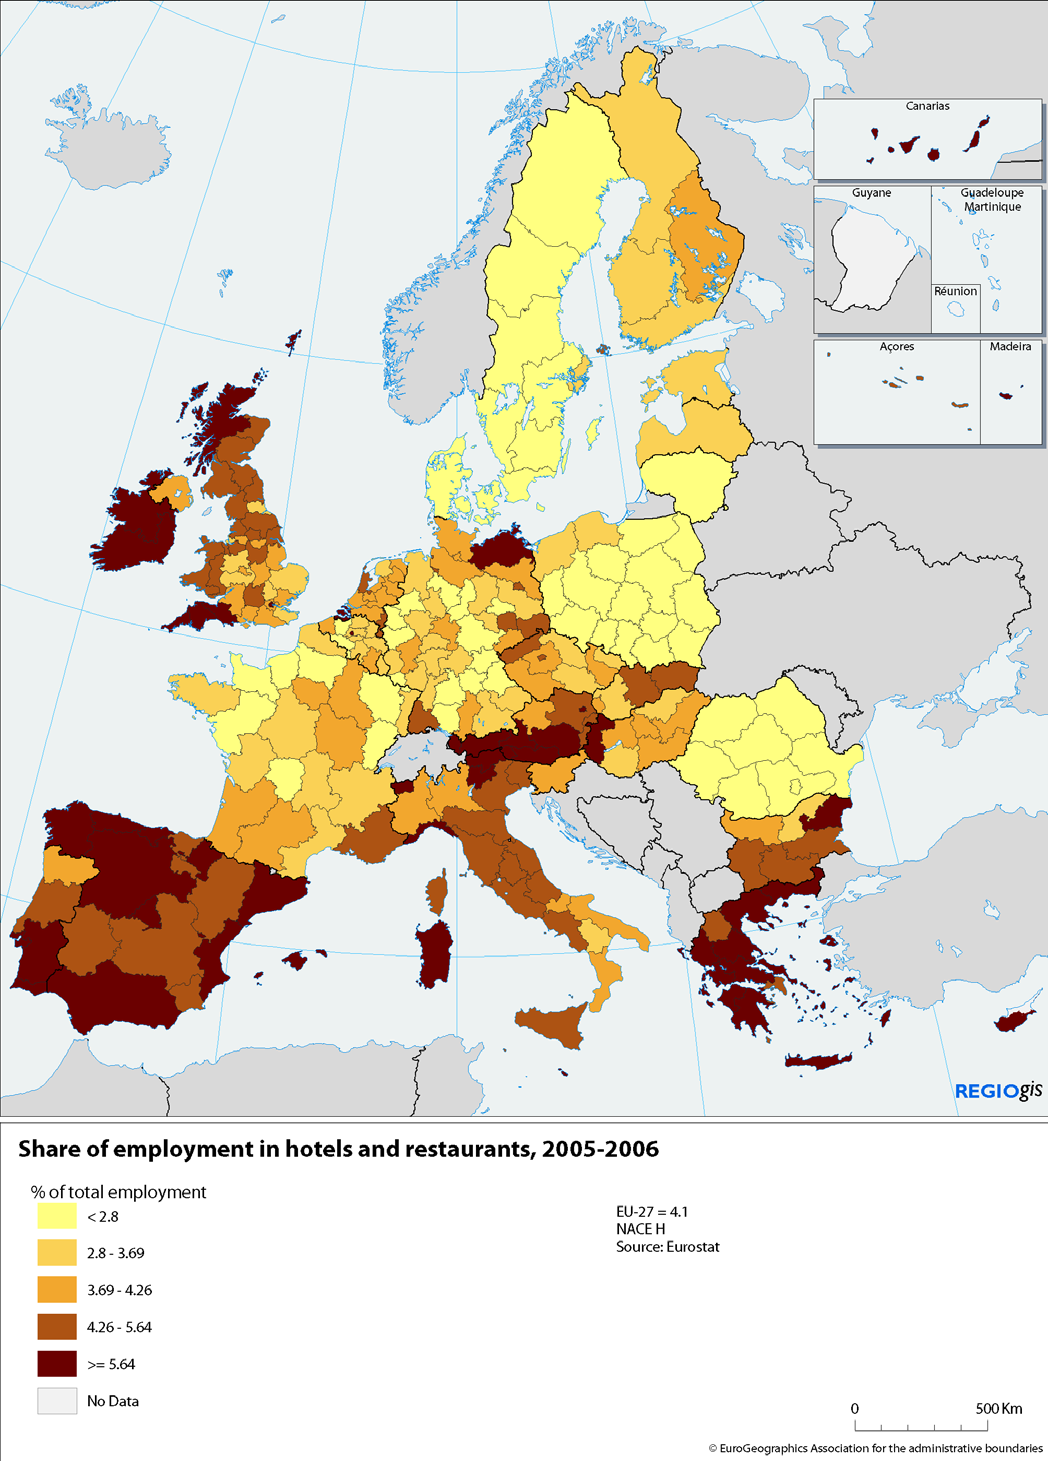 Canarias
Guyane
Guadeloupe
Martinique
Réunion
Açores
Madeira
REGIOgis
Share of employment in hotels and restaurants, 2005-2006
% of total employment
< 2.8
2.8 - 3.69
3.69 - 4.26
4.26 - 5.64
>= 5.64
No Data
EU-27 = 4.1
NACE H
Source: Eurostat
0 500 Km
© EuroGeographics Association for the administrative boundaries